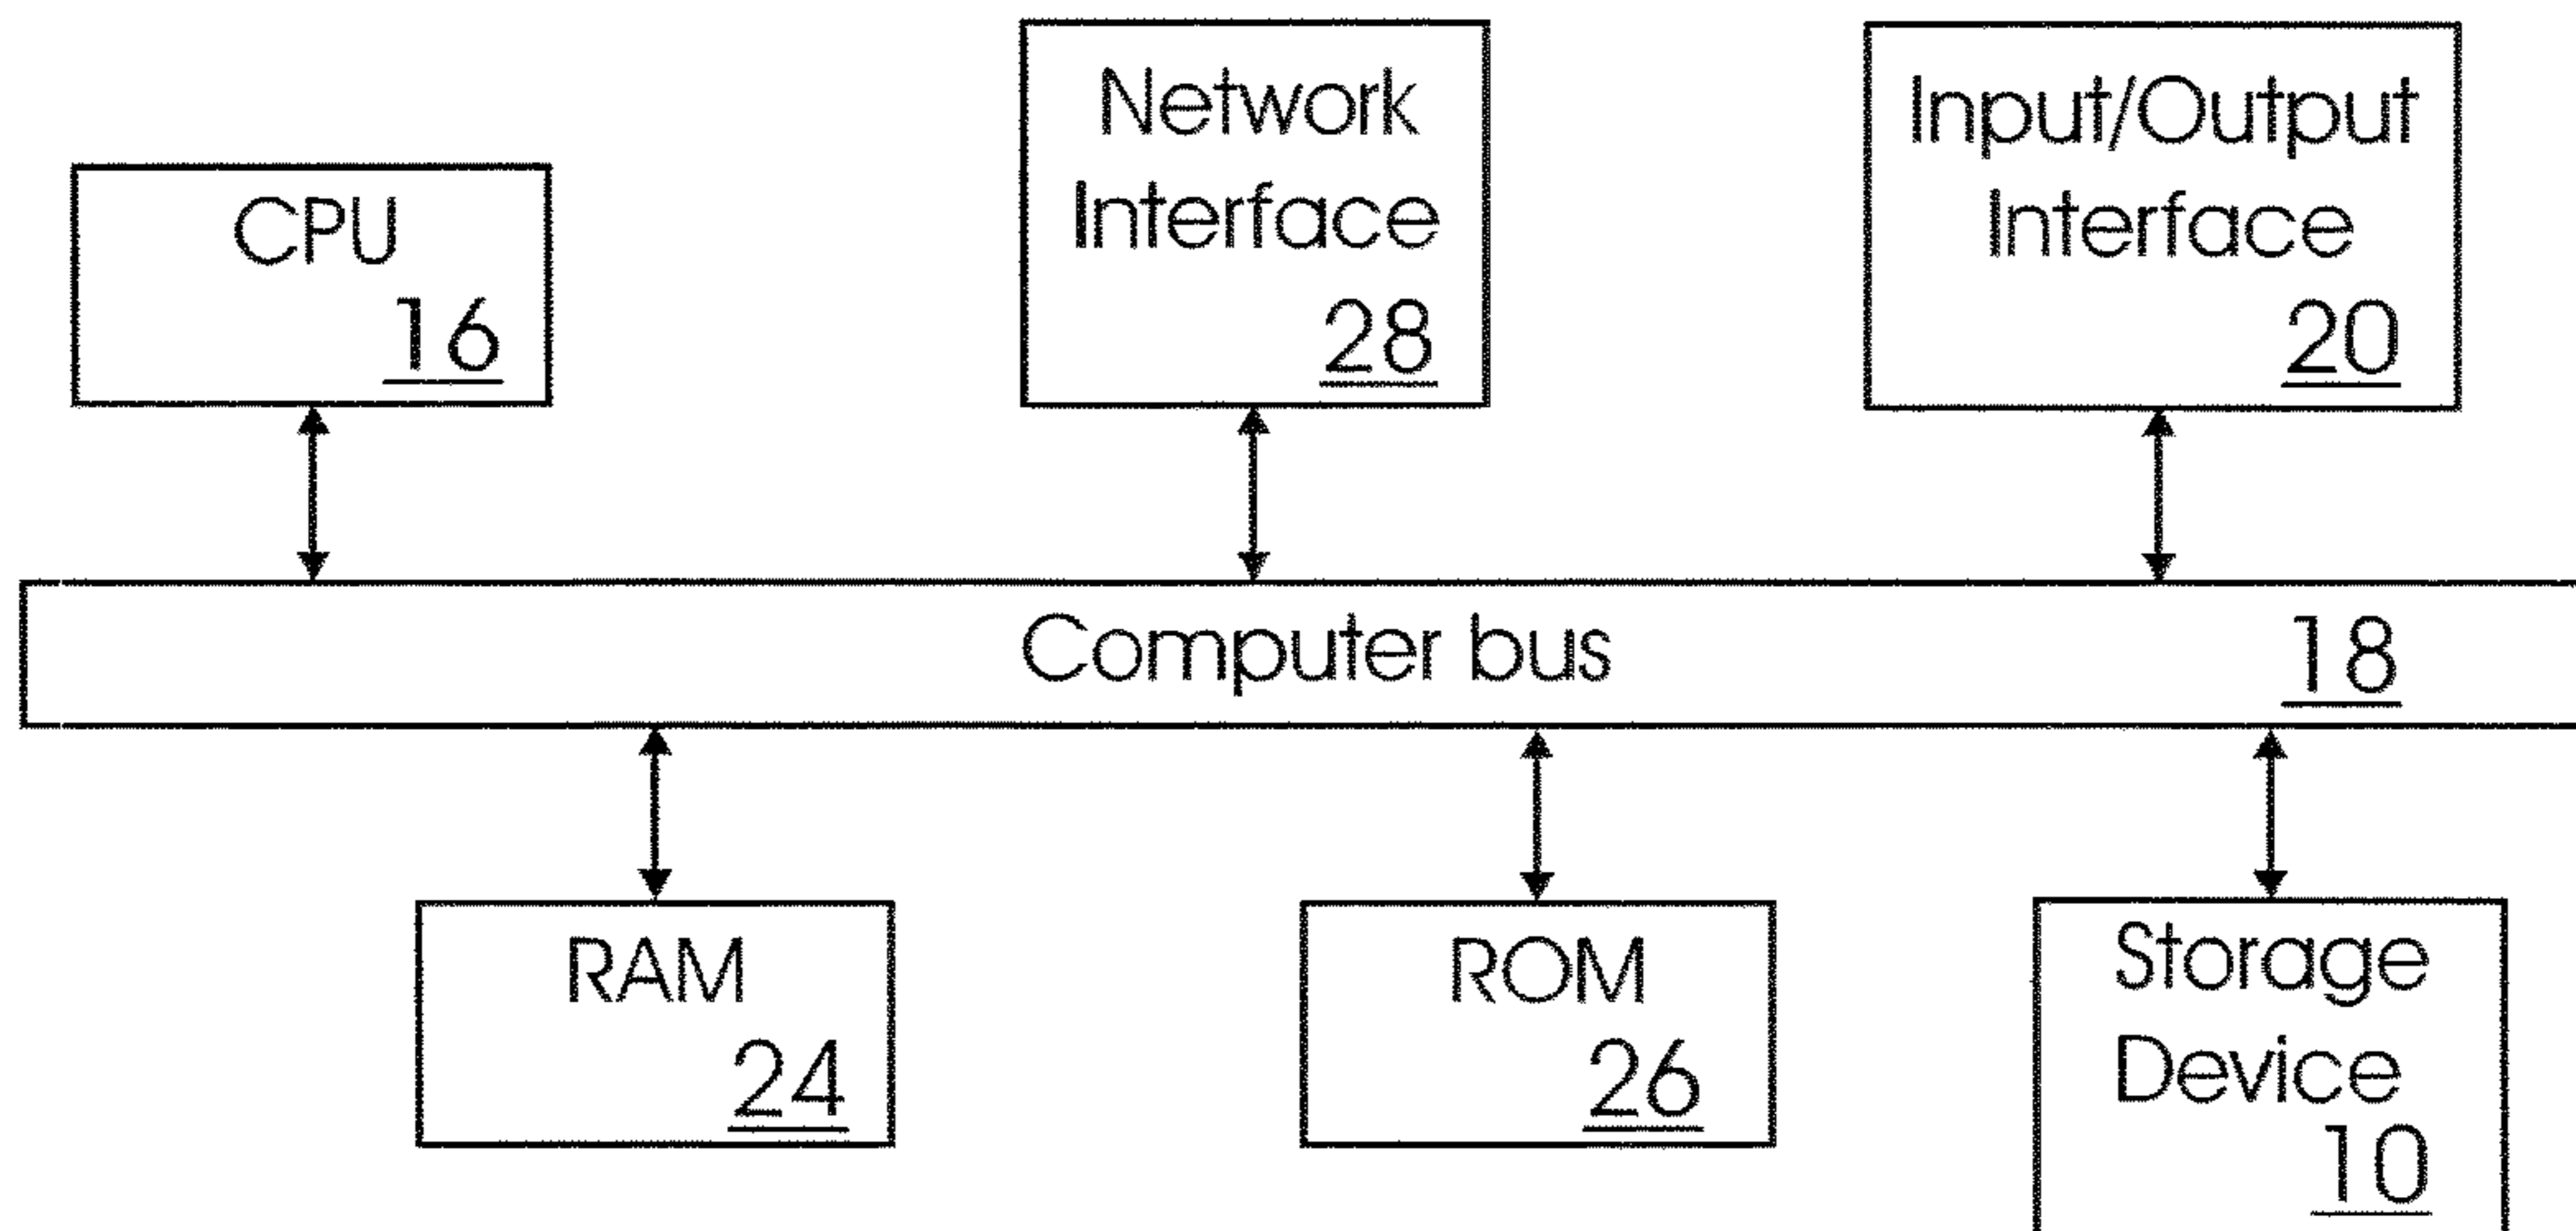 CPU
16
Network
Interface
28
Input/Output
Interface
20
Computer bus
18
RAM
24
ROM
26
Storage
Device
10